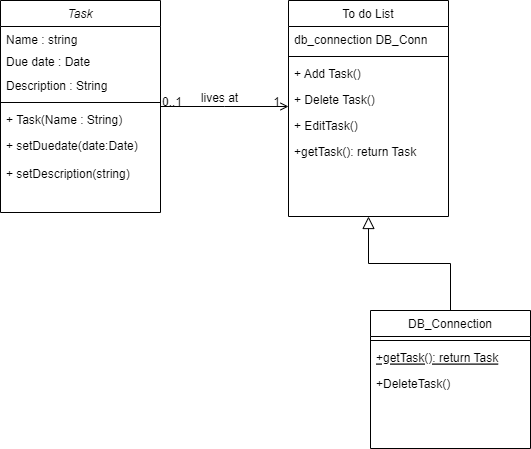 Task
Name : string
Due date : Date
Description : String
+ Task(Name : String)
+ setDuedate(date:Date)
+ setDescription(string)
0..1
lives at
1
To do List
db_connection DB_Conn
+ Add Task()
+ Delete Task()
+ EditTask()
+getTask(): return Task
DB_Connection
+getTask(): return Task
+DeleteTask()